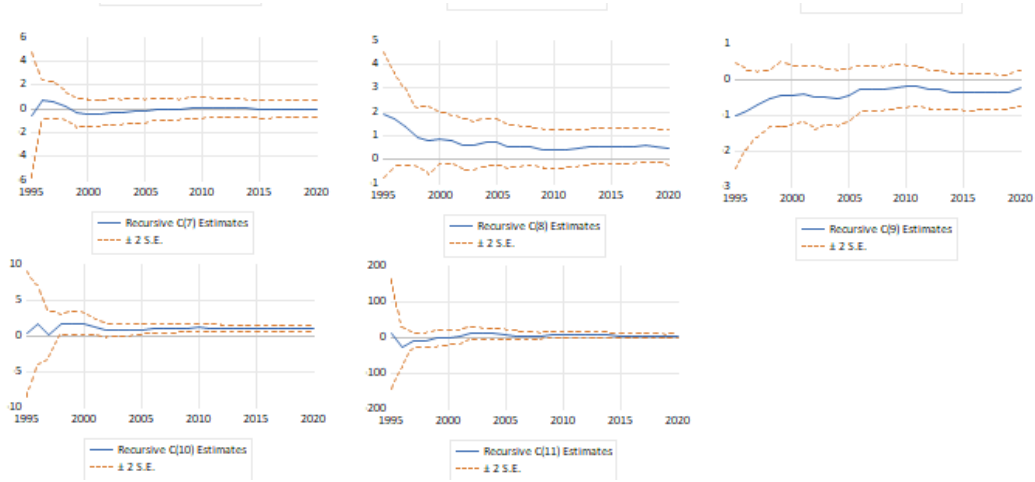 6
4
2
0
-2
-4
-6
1995 2000 2005 2010 2015 2020
Recursive C(7) Estimates
± 2 S.E.
5
4
3
2
1
0
-1
1995 2000 2005 2010 2015 2020
Recursive C(8) Estimates
± 2 S.E.
1
0
-1
-2
-3
1995 2000 2005 2010 2015 2020
Recursive C(9) Estimates
± 2 S.E.
10
5
0
-5
-10
1995 2000 2005 2010 2015 2020
Recursive C(10) Estimates
± 2 S.E.
200
100
0
-100
-200
1995 2000 2005 2010 2015 2020
Recursive C(11) Estimates
± 2 S.E.